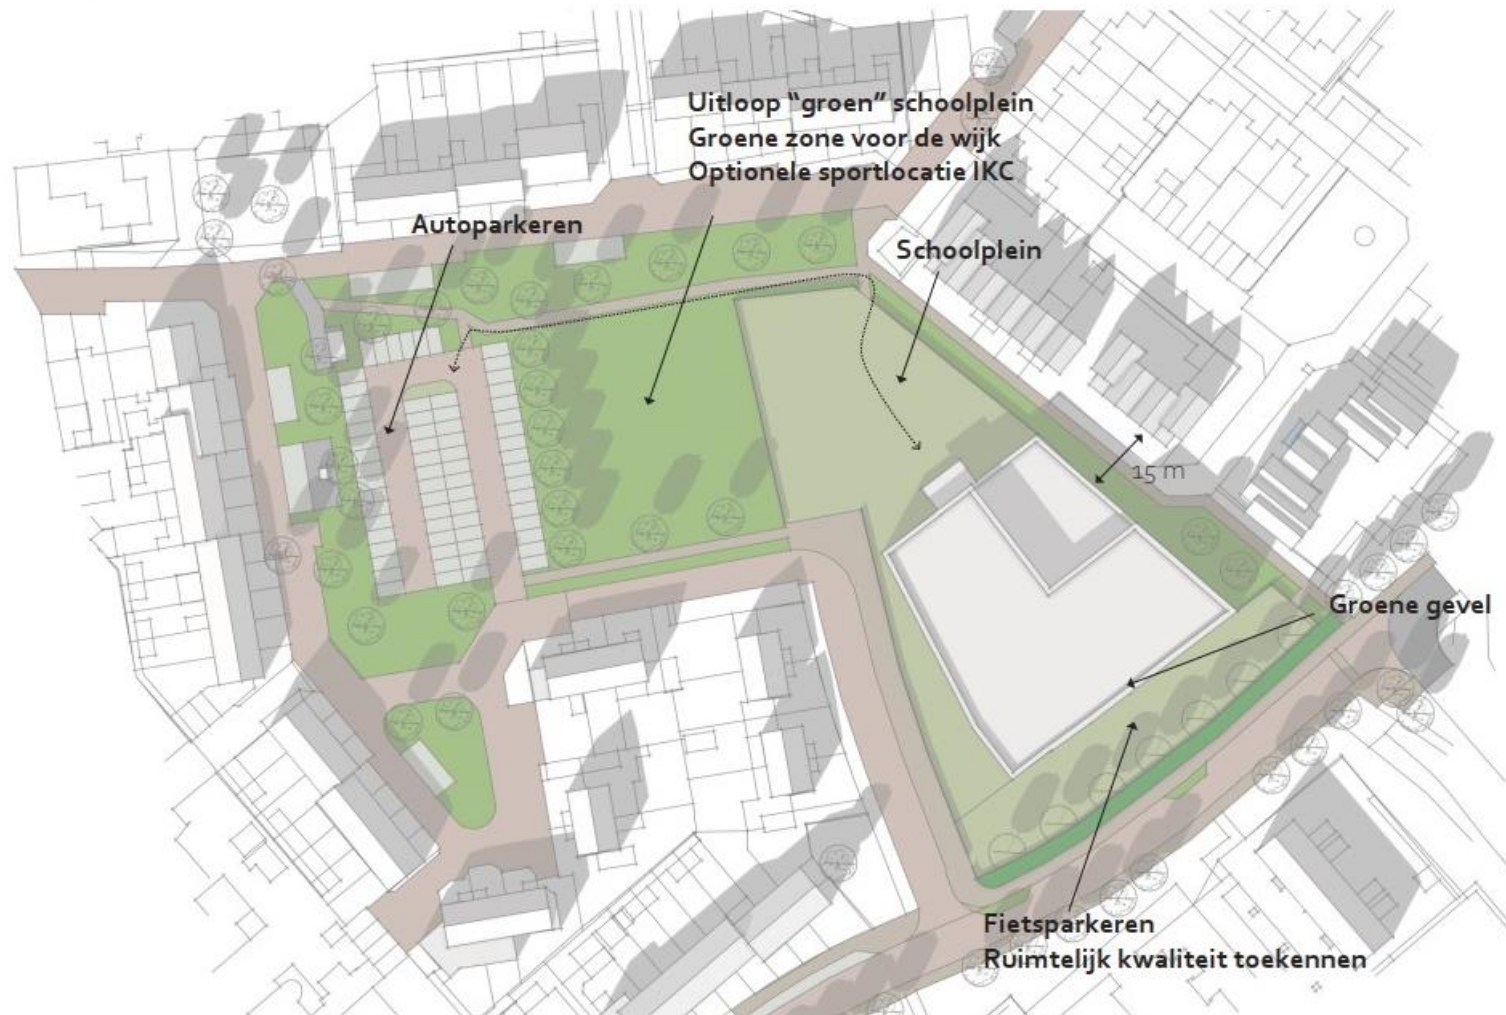 Uitloop “groen” schoolplein
Groene zone voor de wijk
Optionele sportlocatie IKC
Autoparkeren
Schoolplein
15 m
Groene gevel
Fietsparkeren
Ruimtelijk kwaliteit toekennen